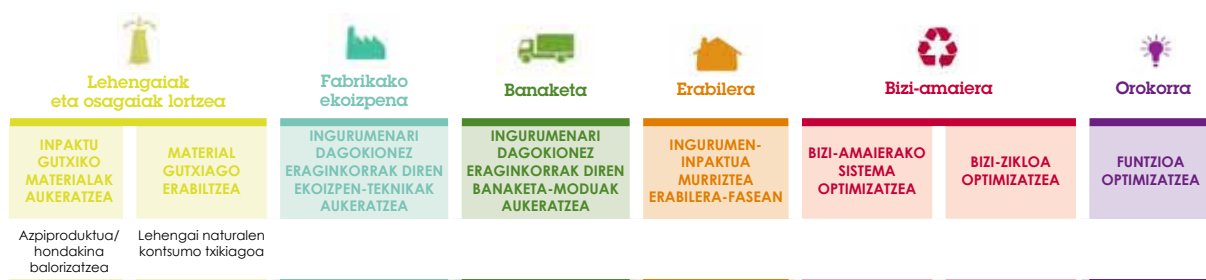 Lehengaiak
eta osagaiak lortzea
Fabrikako
ekoizpena
Banaketa
Erabilera
Bizi-amaiera
Orokorra
INPAKTU
GUTXIKO
MATERIALAK
AUKERATZEA
MATERIAL
GUTXIAGO
ERABILTZEA
INGURUMENARI
DAGOKIONEZ
ERAGINKORRAK DIREN
EKOIZPEN-TEKNIKAK
AUKERATZEA
INGURUMENARI
DAGOKIONEZ
ERAGINKORRAK DIREN
BANAKETA-MODUAK
AUKERATZEA
INGURUMEN-
INPAKTUA
MURRIZTEA
ERABILERA-FASEAN
BIZI-AMAIERAKO
SISTEMA
OPTIMIZATZEA
BIZI-ZIKLOA
OPTIMIZATZEA
FUNTZIOA
OPTIMIZATZEA
Azpiproduktua/
hondakina
balorizatzea
Lehengai naturalen
kontsumo txikiagoa